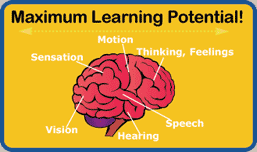 Maximum Learning Potential!
Motion
Sensation
Thinking, Feelings
Vision
Speech
Hearing